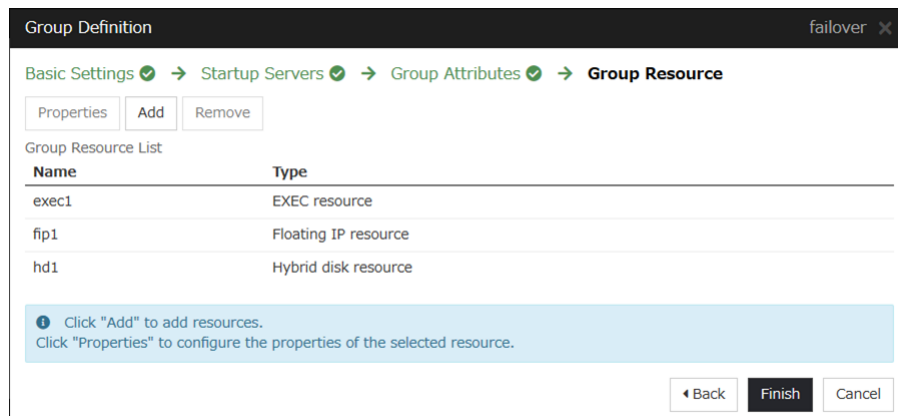 Group Definition failover ×
Basic Settings → Startup Servers → Group Attributes → Group Resource
Properties Add Remove
Group Resource List
Name Type
exec1 EXEC resource
fip1 Floating IP resource
hd1 Hybrid disk resource
Click "Add" to add resources.
Click "Properties" to configure the properties of the selected resource.
Back Finish Cancel